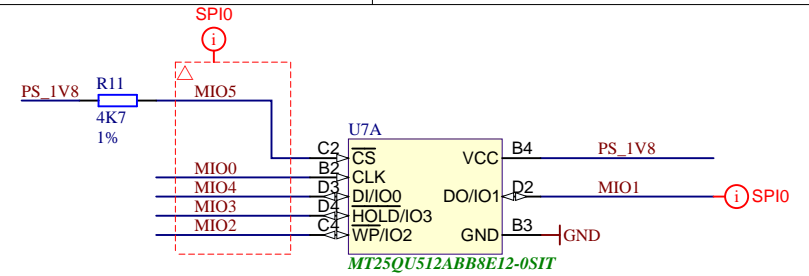 SPI0
i
PS_1V8
R11
MIO5
4K7
1%
U7A
C2
CS
VCC
B4
PS_1V8
MIO0
B2
CLK
MIO4
D3
DI/IO0
DO/IO1
D2
MIO1
i
SPI0
MIO3
D4
HOLD/IO3
MIO2
C4
WP/IO2
GND
B3
GND
MT25QU512ABB8E12-0SIT